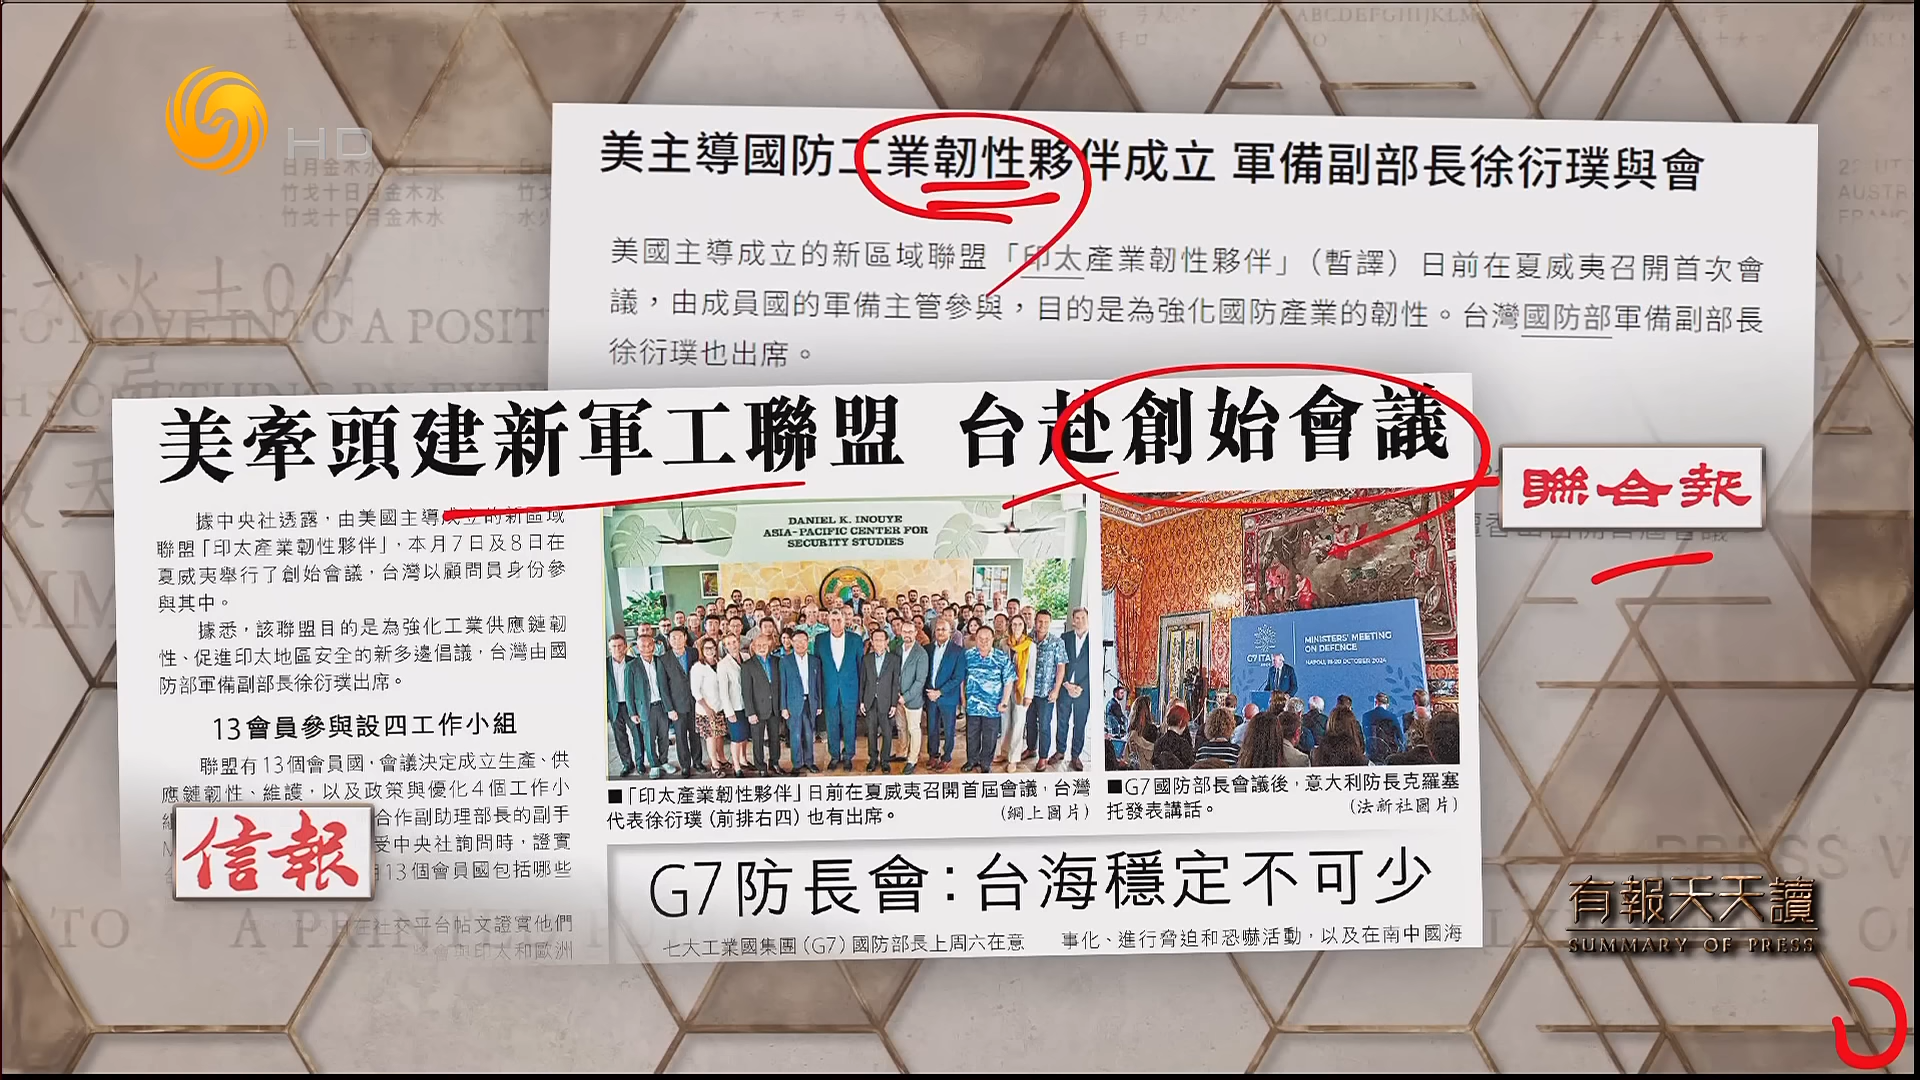 HD
美主導國防工業韌性夥伴成立 軍備副部長徐衍璞與會
美國主導成立的新區域聯盟「印太產業韌性夥伴」（暫譯）日前在夏威夷召開首次會
議，由成員國的軍備主管參與，目的是為強化國防產業的韌性。台灣國防部軍備副部長
徐衍璞也出席。
聯合報
美牽頭建新軍工聯盟 台赴創始會議
據中央社透露，由美國主導成立的新區域
聯盟「印太產業韌性夥伴」，本月7日及8日在
夏威夷舉行了創始會議，台灣以顧問員身份參
與其中。
據悉，該聯盟目的是為強化工業供應鏈韌
性、促進印太地區安全的新多邊倡議，台灣由國
防部軍備副部長徐衍璞出席。
13會員參與設四工作小組
聯盟有13個會員國，會議決定成立生產、供
應鏈韌性、維護，以及政策與優化4個工作小
合作副助理部長的副手
受中央社詢問時，證實
13個會員國包括哪些
在社交平台帖文證實他們
信報
DANIEL K. INOUYE
ASIA-PACIFIC CENTER FOR
SECURITY STUDIES
■「印太產業韌性夥伴」日前在夏威夷召開首屆會議，台灣
代表徐衍璞（前排右四）也有出席。 （網上圖片）
G7 ITALIA
MINISTERS' MEETING
ON DEFENCE
NAPOLI, 18-20 OCTOBER 2024
■G7國防部長會議後，意大利防長克羅塞
托發表講話。 （法新社圖片）
G7防長會：台海穩定不可少
七大工業國集團（G7）國防部長上周六在意
事化、進行脅迫和恐嚇活動，以及在南中國海
有報天天讀
SUMMARY OF PRESS